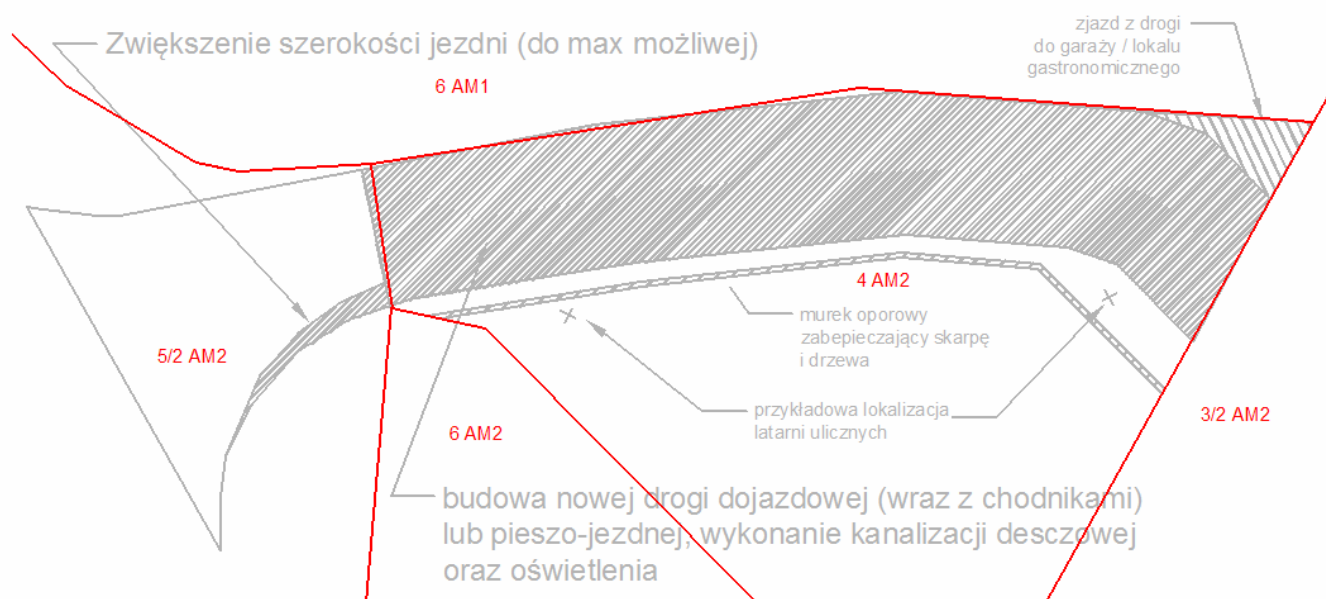 Zwiększenie szerokości jezdni (do max możliwej)
zjazd z drogi
do garaży / lokalu
gastronomicznego
6 AM1
4 AM2
murek oporowy
zabepieczający skarpę
i drzewa
5/2 AM2
przykładowa lokalizacja
latarni ulicznych
3/2 AM2
6 AM2
budowa nowej drogi dojazdowej (wraz z chodnikami)
lub pieszo-jezdnej, wykonanie kanalizacji desczowej
oraz oświetlenia